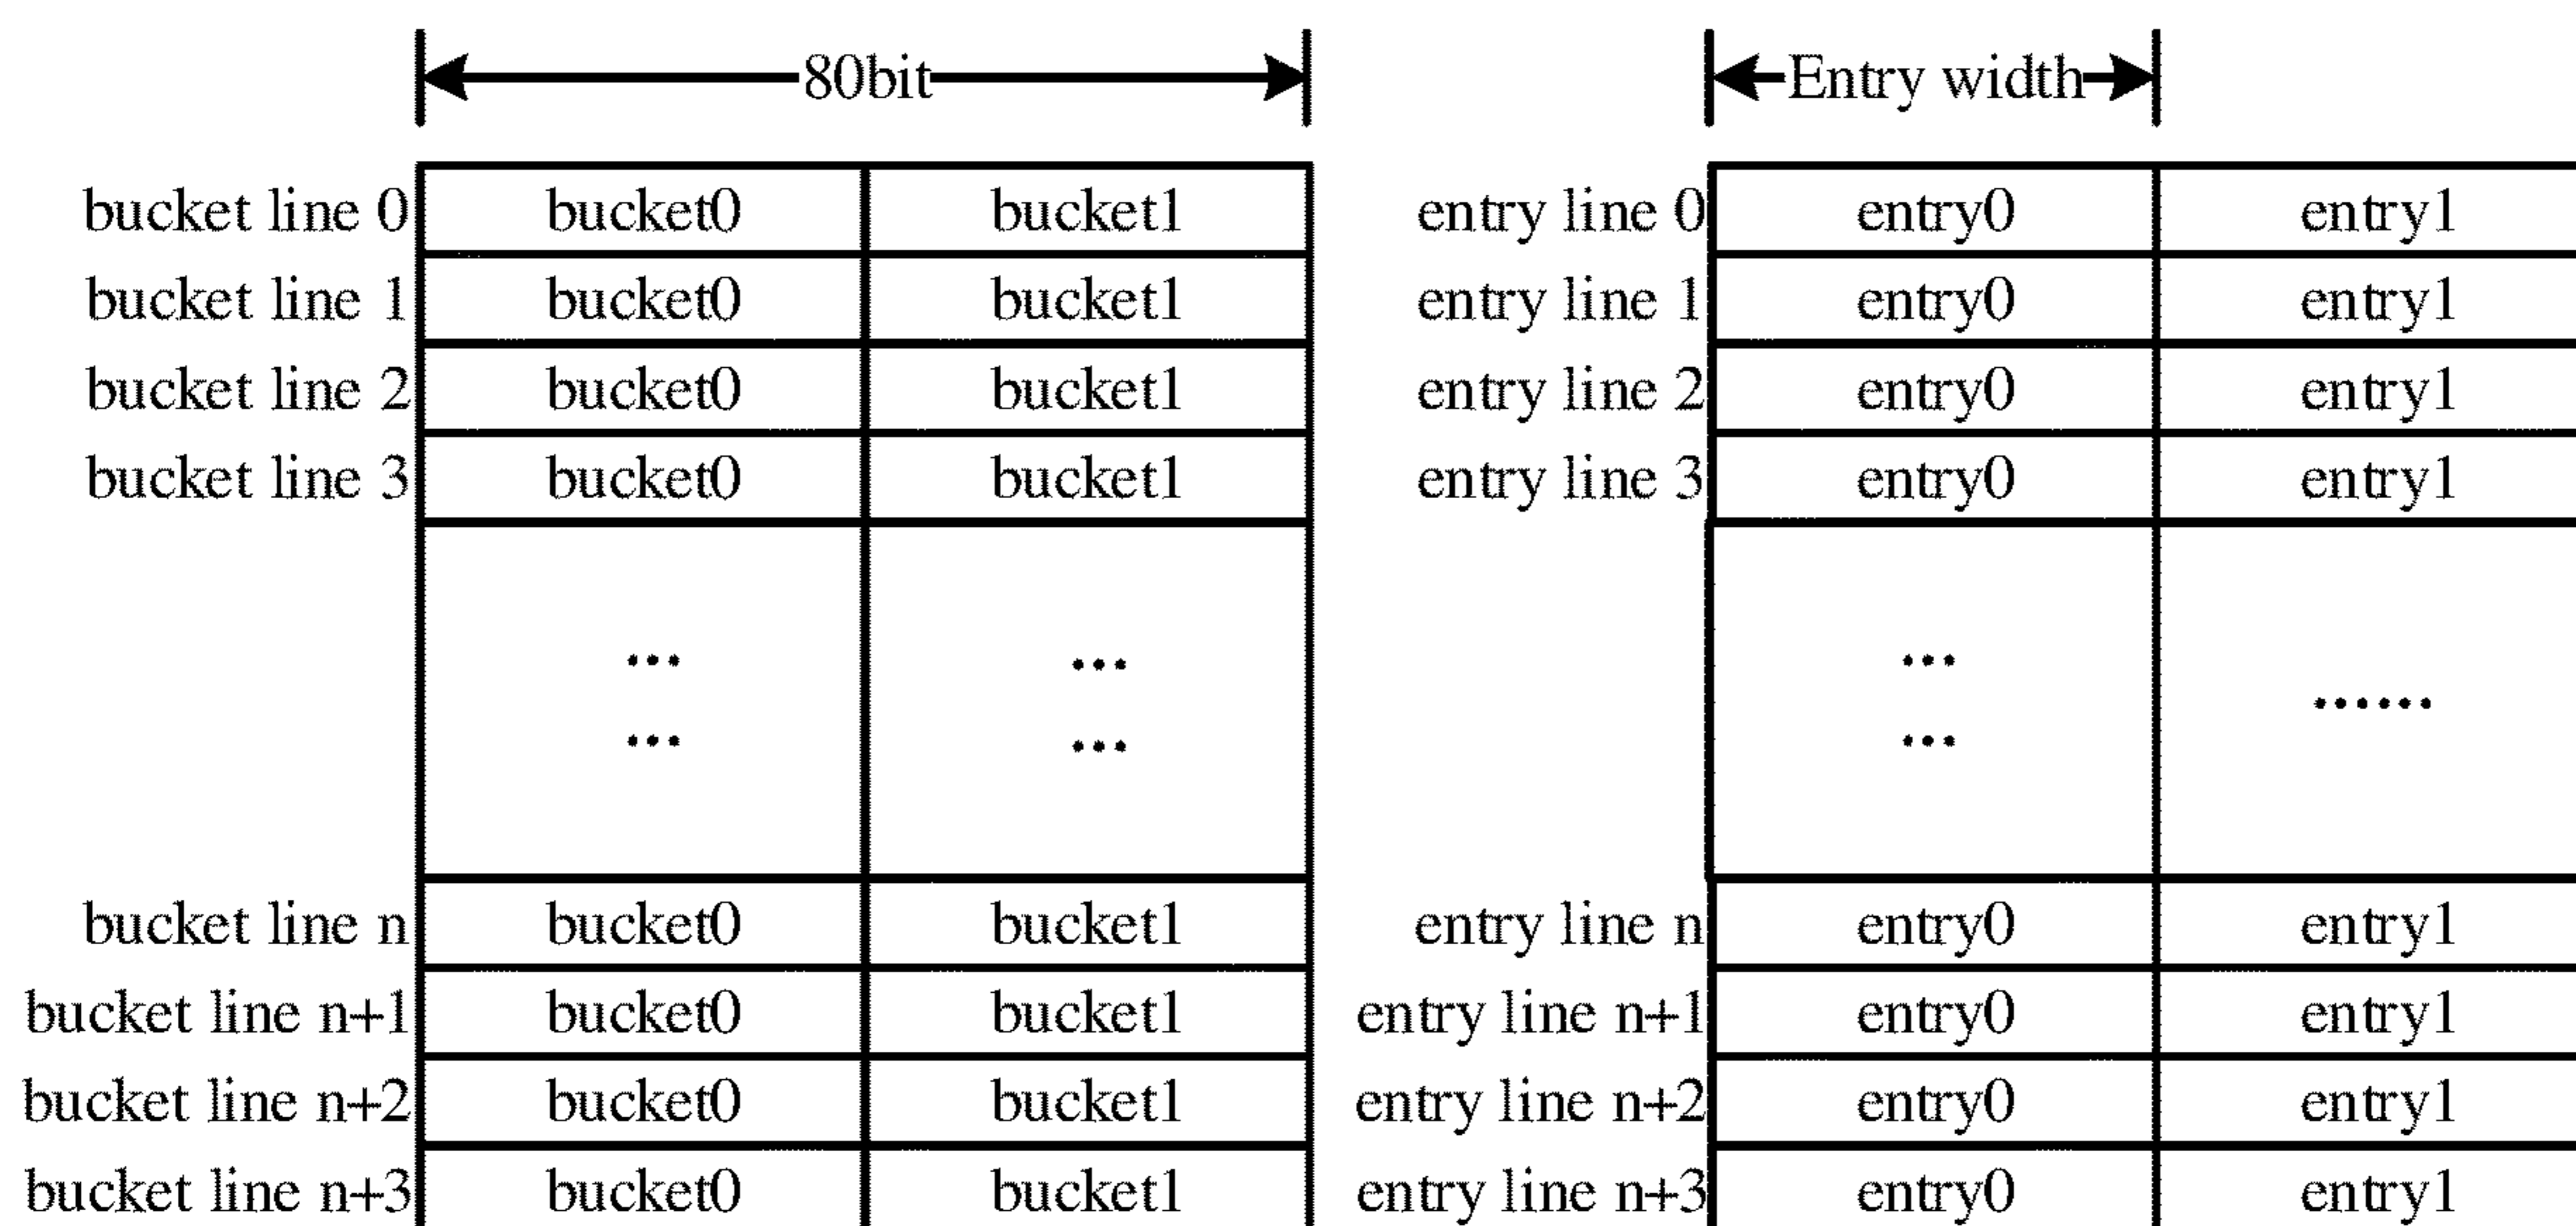 80bit Entry width
bucket line 0 bucket0 bucket1 entry line 0 entry0 entry1
bucket line 1 bucket0 bucket1 entry line 1 entry0 entry1
bucket line 2 bucket0 bucket1 entry line 2 entry0 entry1
bucket line 3 bucket0 bucket1 entry line 3 entry0 entry1
... ... ... ......
... ... ...
bucket line n bucket0 bucket1 entry line n entry0 entry1
bucket line n+1 bucket0 bucket1 entry line n+1 entry0 entry1
bucket line n+2 bucket0 bucket1 entry line n+2 entry0 entry1
bucket line n+3 bucket0 bucket1 entry line n+3 entry0 entry1